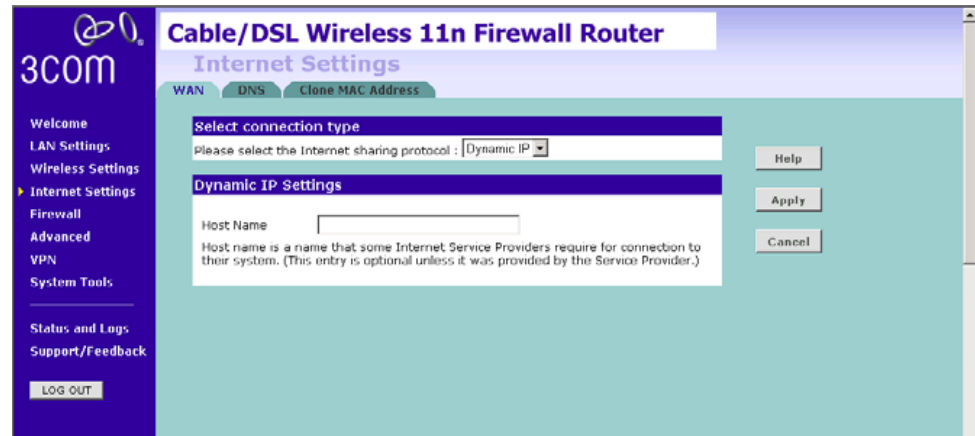 3COM
Cable/DSL Wireless 11n Firewall Router
Internet Settings
WAN
DNS
Clone MAC Address
Welcome
LAN Settings
Wireless Settings
Internet Settings
Firewall
Advanced
VPN
System Tools
Status and Logs
Support/Feedback
LOG OUT
Select connection type
Please select the Internet sharing protocol : Dynamic IP
Dynamic IP Settings
Host Name
Host name is a name that some Internet Service Providers require for connection to
their system. (This entry is optional unless it was provided by the Service Provider.)
Help
Apply
Cancel